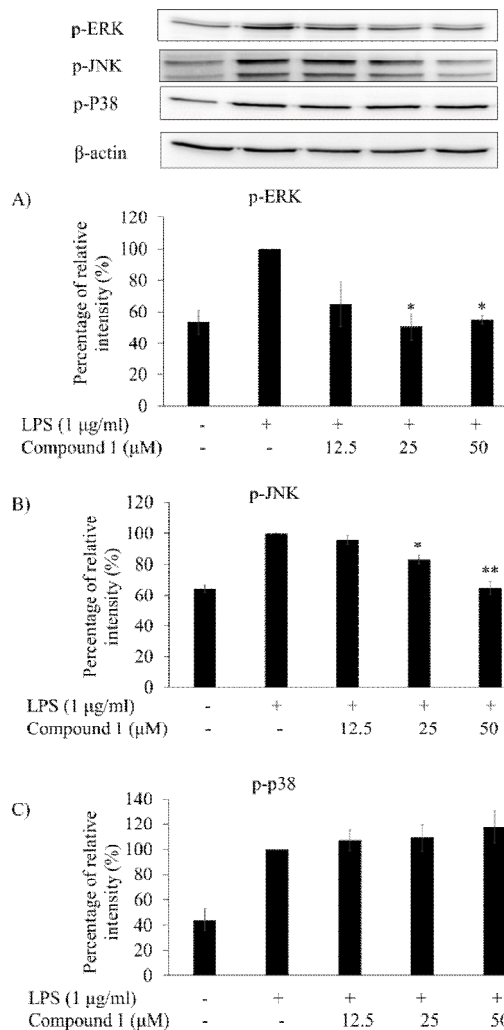 p-ERK
p-JNK
p-P38
β-actin
A)
p-ERK
Percentage of relative
intensity (%)
120
100
80
60
40
20
0
* *
LPS (1 μg/ml) - + + + +
Compound 1 (μM) - - 12.5 25 50
B)
p-JNK
Percentage of relative
intensity (%)
120
100
80
60
40
20
0
* **
LPS (1 μg/ml) - + + + +
Compound 1 (μM) - - 12.5 25 50
C)
p-p38
Percentage of relative
intensity (%)
140
120
100
80
60
40
20
0
LPS (1 μg/ml) - + + + +
Compound 1 (μM) - - 12.5 25 50